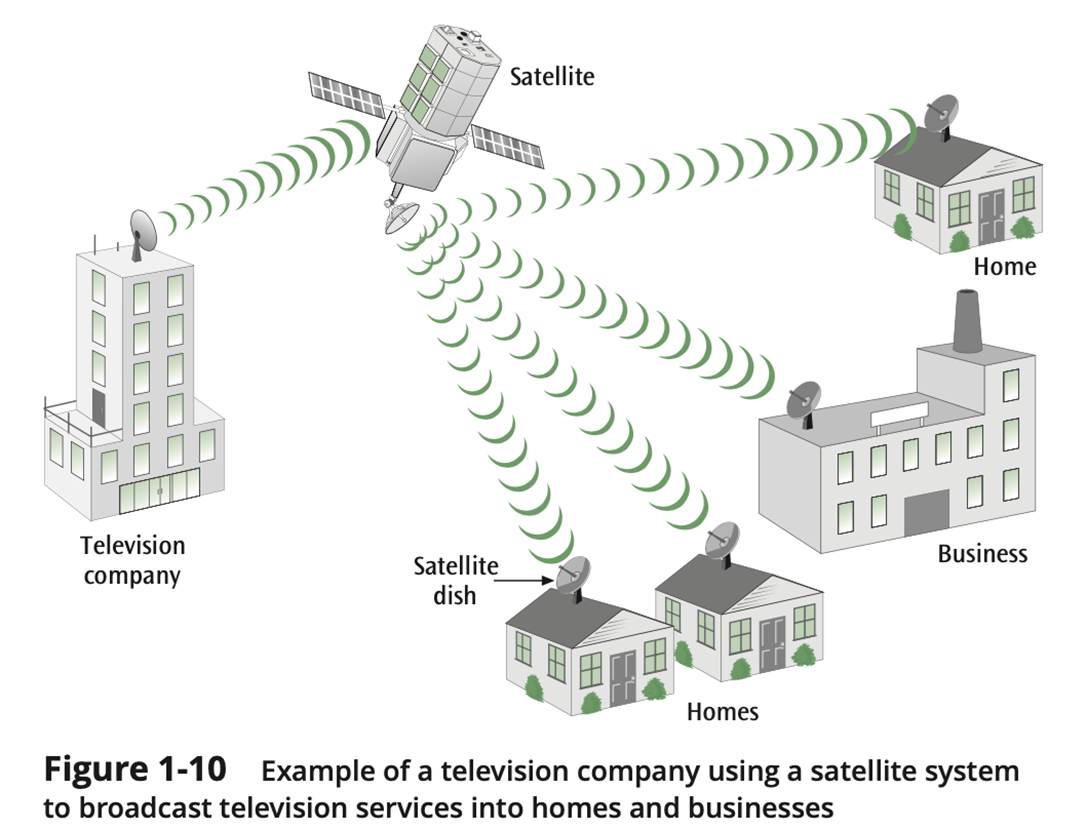 Satellite
Home
Television
company
Satellite
dish
Business
Homes
Figure 1-10 Example of a television company using a satellite system
to broadcast television services into homes and businesses